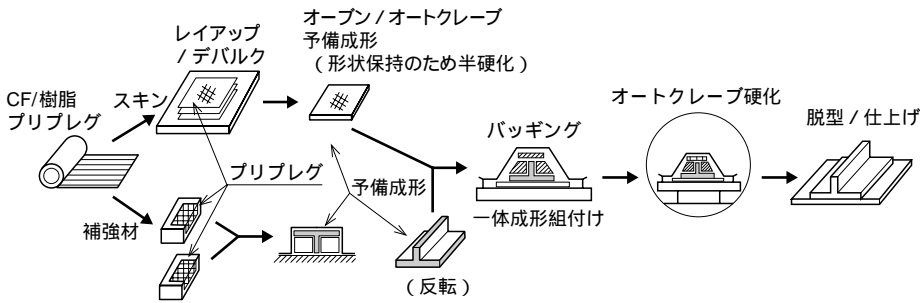 レイアップ
/ デバルク
オーブン / オートクレーブ
予備成形
（形状保持のため半硬化）
CF/樹脂
プリプレグ
スキン
プリプレグ
補強材
予備成形
（反転）
バッギング
一体成形組付け
オートクレーブ硬化
脱型 / 仕上げ